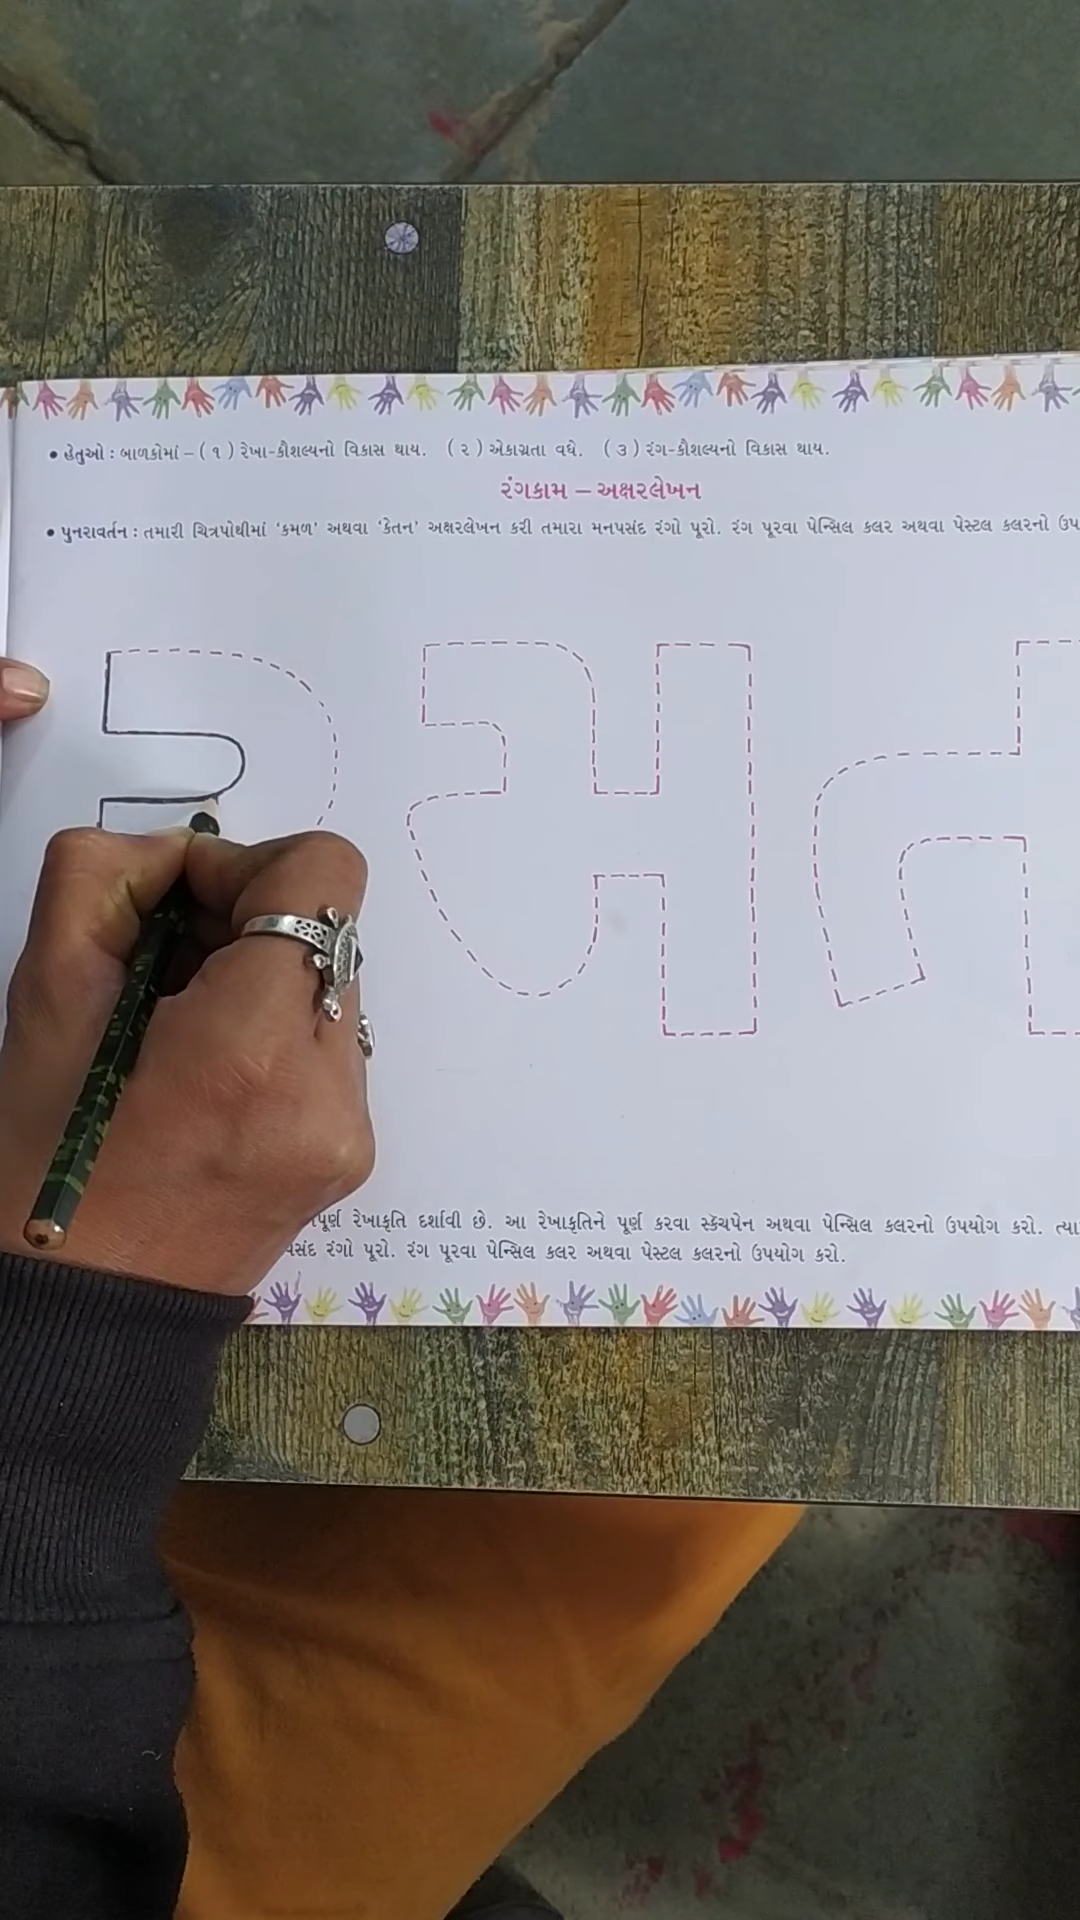 • હેતુઓ : બાળકોમાં – ( ૧ ) રેખા-કૌશલ્યનો વિકાસ થાય. ( ૨ ) એકાગ્રતા વધે. ( ૩ ) રંગ-કૌશલ્યનો વિકાસ થાય.
રંગકામ – અક્ષરલેખન
• પુનરાવર્તન : તમારી ચિત્રપોથીમાં ‘કમળ’ અથવા ‘કેતન’ અક્ષરલેખન કરી તમારા મનપસંદ રંગો પૂરો. રંગ પૂરવા પેન્સિલ કલર અથવા પેસ્ટલ કલરનો
મ
રેખાકૃતિ દર્શાવી છે. આ રેખાકૃતિને પૂર્ણ કરવા સ્કેચપેન અથવા પેન્સિલ કલરનો ઉપયોગ કરો.
રંગો પૂરો. રંગ પૂરવા પેન્સિલ કલર અથવા પેસ્ટલ કલરનો ઉપયોગ કરો.